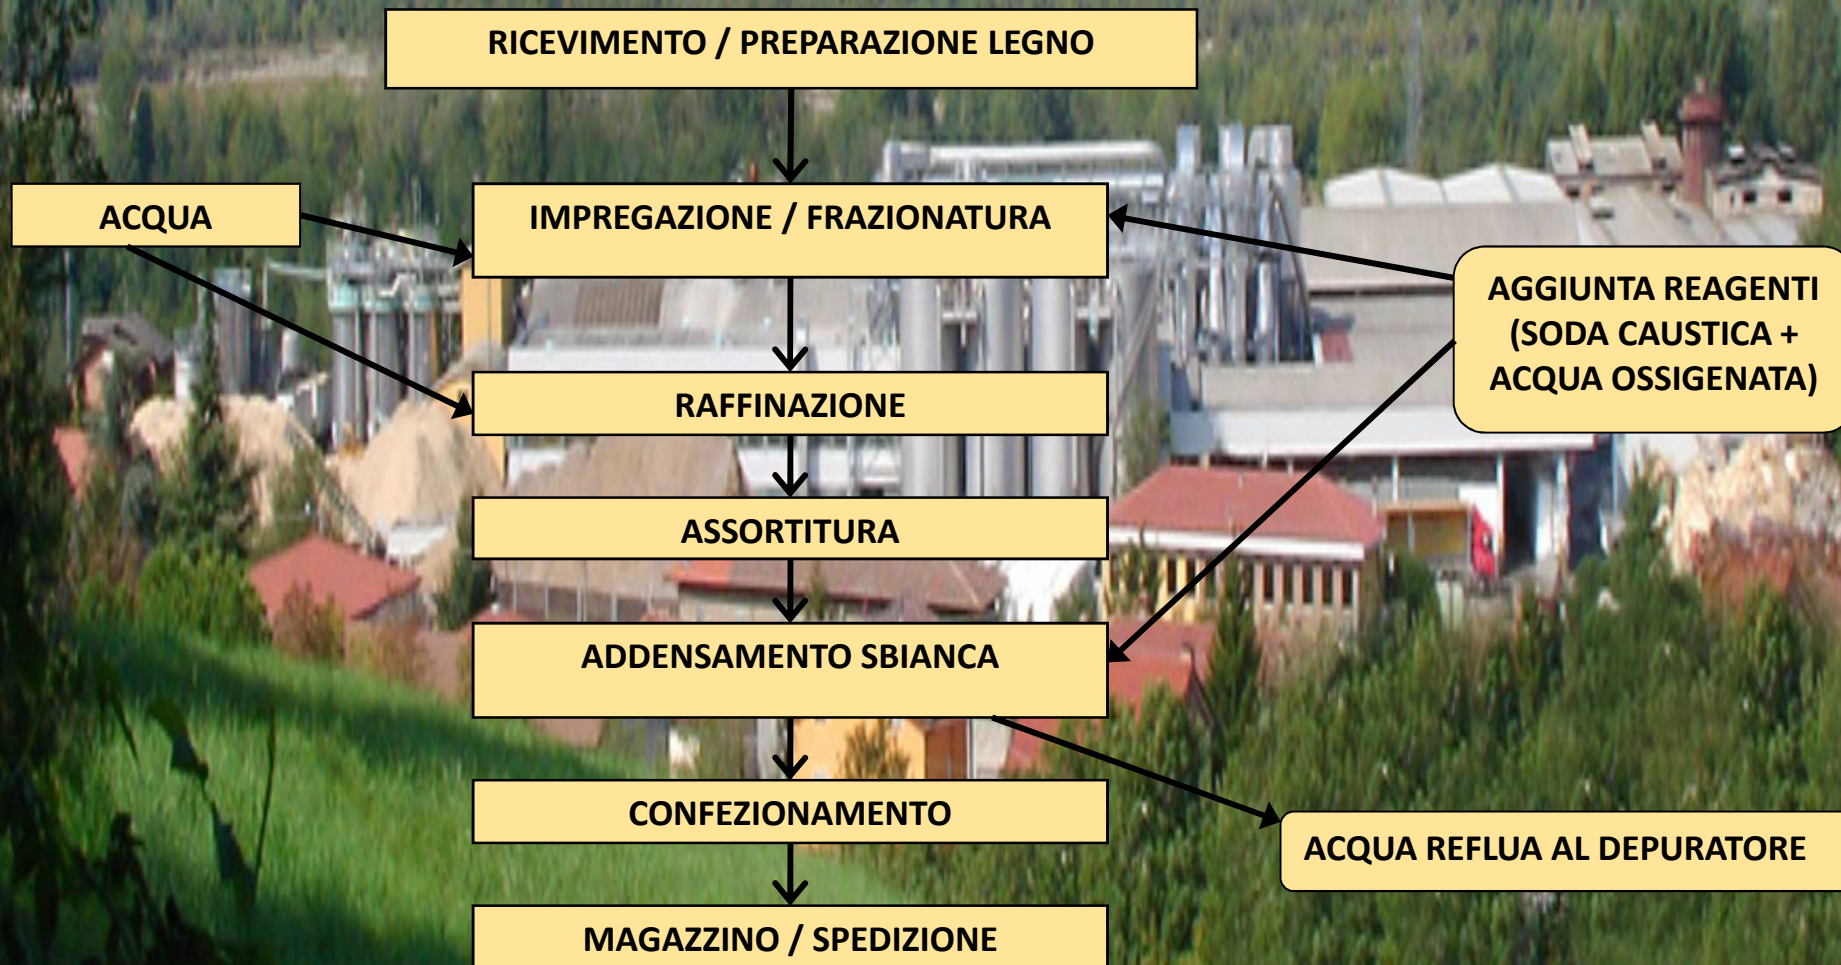 RICEVIMENTO / PREPARAZIONE LEGNO
ACQUA
IMPREGAZIONE / FRAZIONATURA
AGGIUNTA REAGENTI
(SODA CAUSTICA +
ACQUA OSSIGENATA)
RAFFINAZIONE
ASSORTITURA
ADDENSAMENTO SBIANCA
CONFEZIONAMENTO
ACQUA REFLUA AL DEPURATORE
MAGAZZINO / SPEDIZIONE